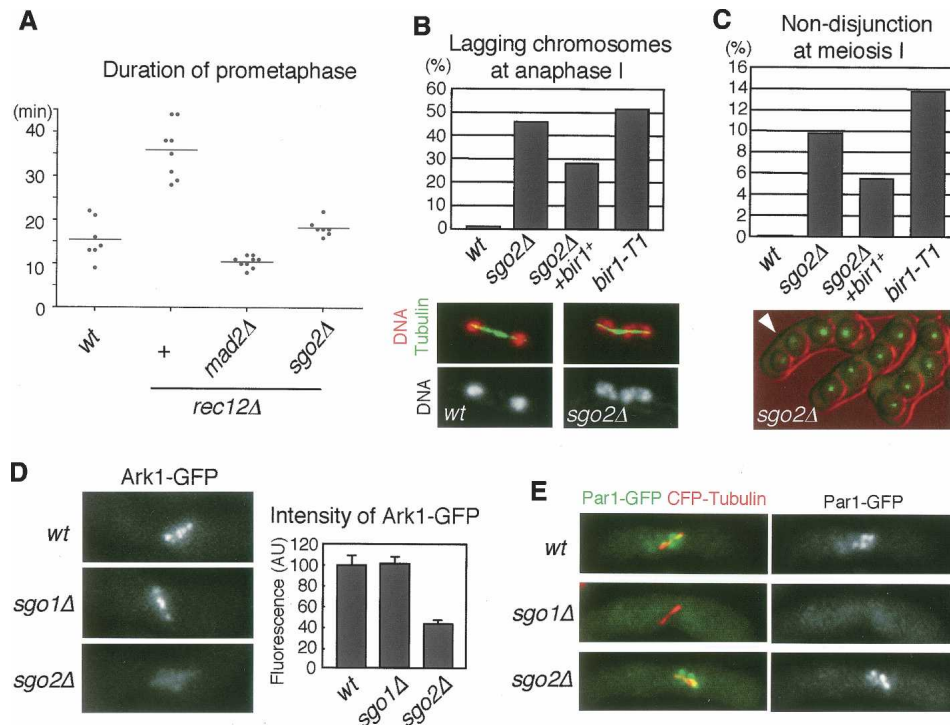 A
Duration of prometaphase
(min)
40
30
20
10
0
wt
+
mad2Δ
sgo2Δ
rec12Δ
B
Lagging chromosomes
at anaphase I
(%)
60
50
40
30
20
10
0
wt
sgo2Δ
sgo2Δ
+bir1+
bir1-T1
DNA
Tubulin
DNA
wt
sgo2Δ
C
Non-disjunction
at meiosis I
(%)
16
14
12
10
8
6
4
2
0
wt
sgo2Δ
sgo2Δ
+bir1+
bir1-T1
sgo2Δ
D
Ark1-GFP
wt
sgo1Δ
sgo2Δ
Intensity of Ark1-GFP
Fluorescence (AU)
120
100
80
60
40
20
0
wt
sgo1Δ
sgo2Δ
E
Par1-GFP CFP-Tubulin
Par1-GFP
wt
sgo1Δ
sgo2Δ